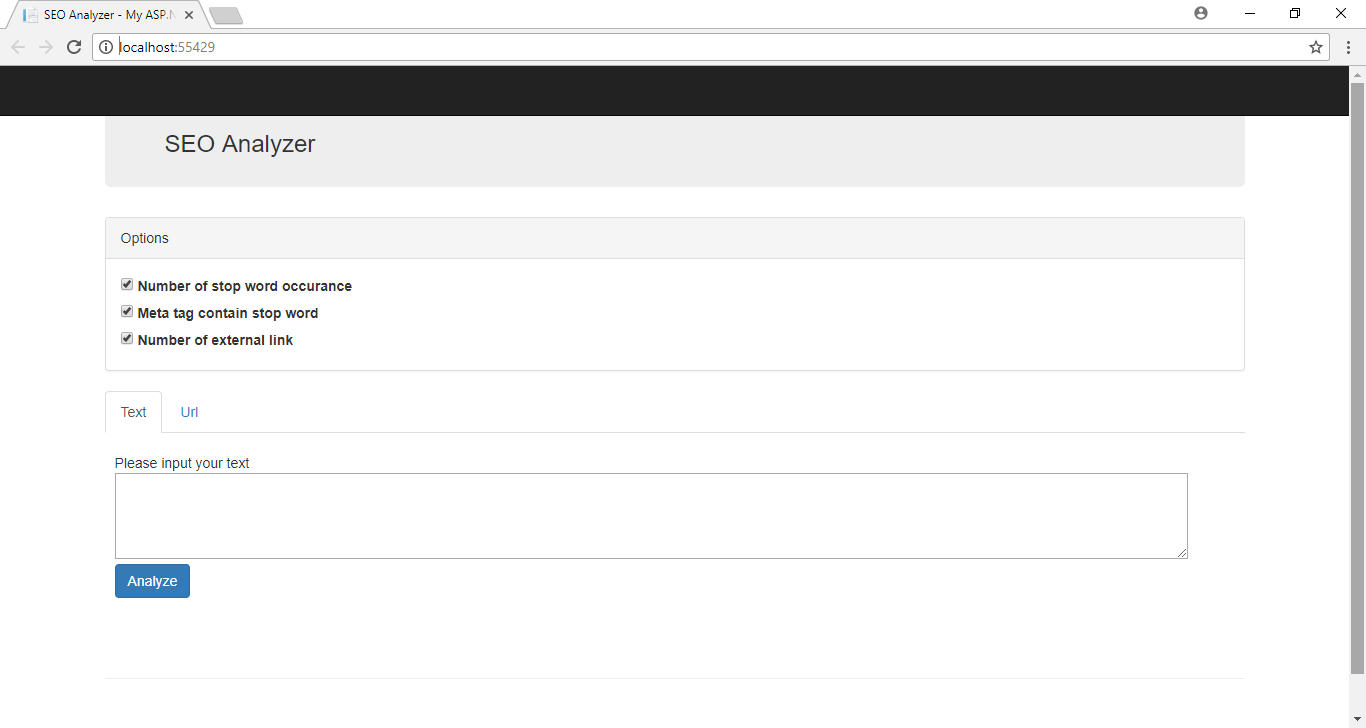 SEO Analyzer - My ASP.N
localhost:55429
SEO Analyzer
Options
Number of stop word occurance
Meta tag contain stop word
Number of external link
Text Url
Please input your text
Analyze